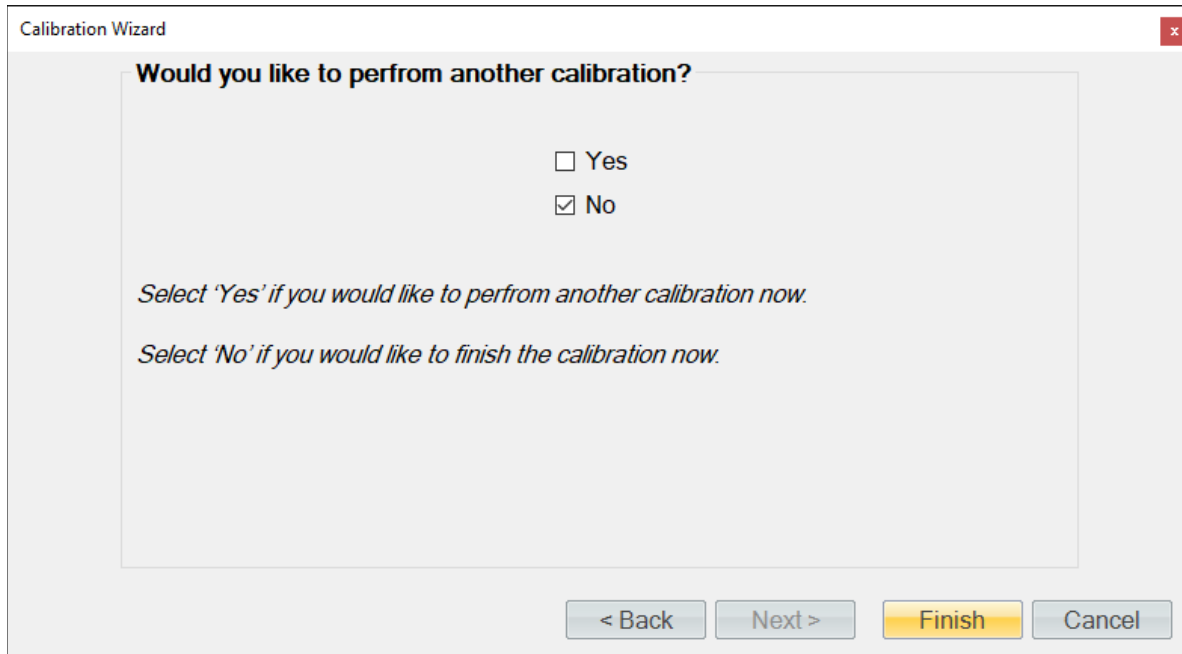 Calibration Wizard
x
Would you like to perfrom another calibration?
Yes
No
Select ‘Yes’ if you would like to perfrom another calibration now.
Select ‘No’ if you would like to finish the calibration now.
< Back Next > Finish Cancel